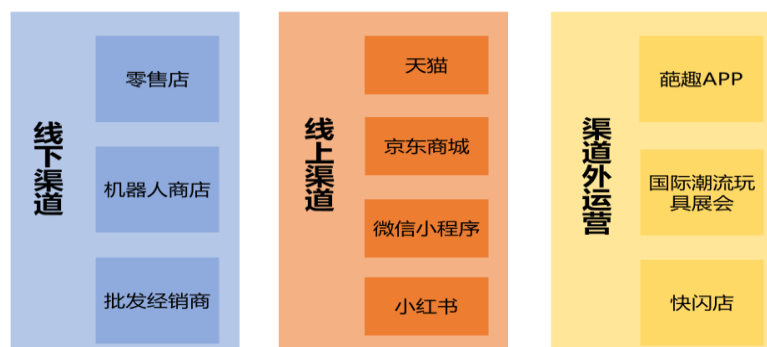 线下渠道
零售店
机器人商店
批发经销商
线上渠道
天猫
京东商城
微信小程序
小红书
渠道外运营
葩趣APP
国际潮流玩
具展会
快闪店